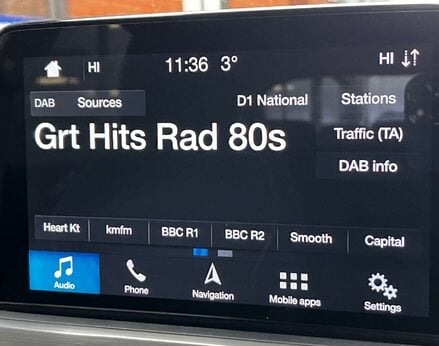 HI 11:36 3° HI
DAB Sources D1 National Stations
Grt Hits Rad 80s
Traffic (TA)
DAB info
Heart Kt kmfm BBC R1 BBC R2 Smooth Capital
Audio Phone Navigation Mobile apps Settings